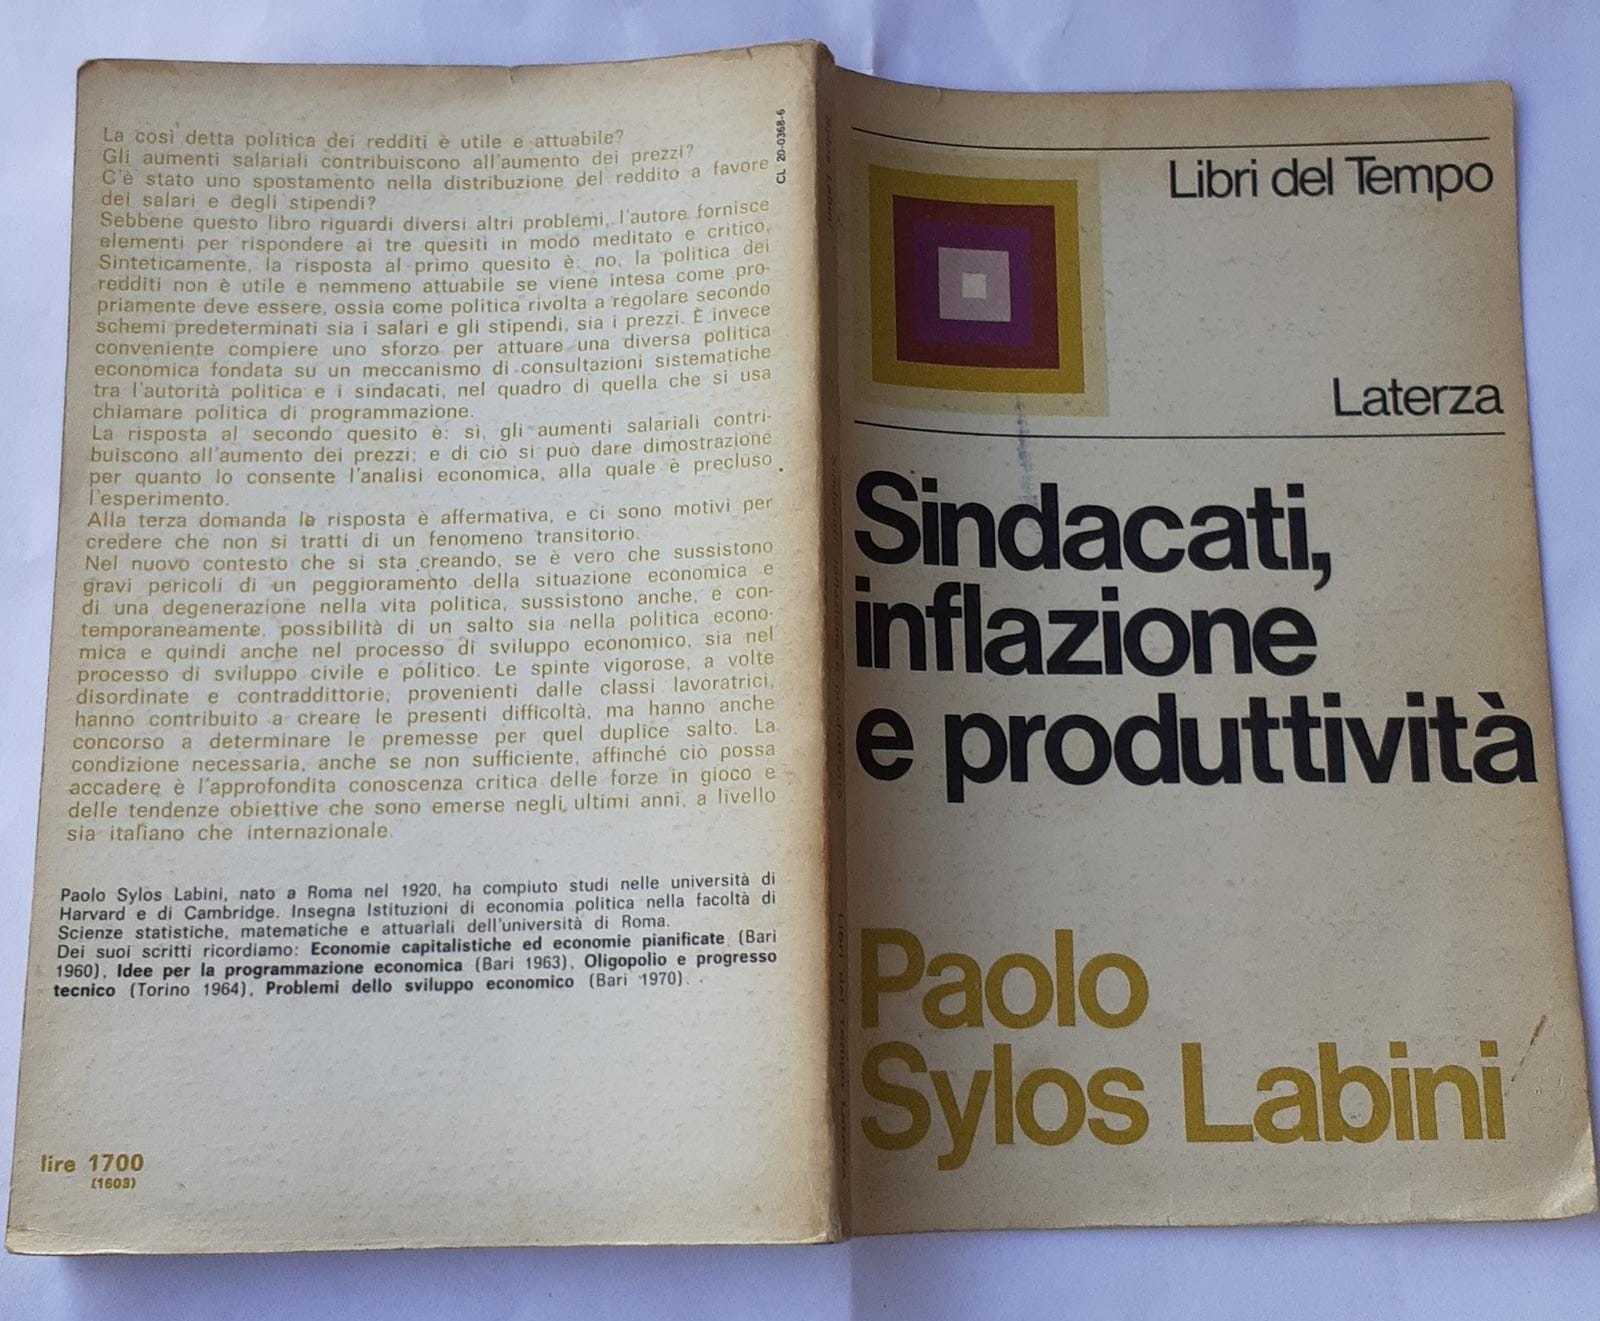 La così detta politica dei redditi è utile e attuabile?
Gli aumenti salariali contribuiscono all'aumento dei prezzi?
C'è stato uno spostamento nella distribuzione del reddito a favore
dei salari e degli stipendi?
Sebbene questo libro riguardi diversi altri problemi, l'autore fornisce
elementi per rispondere ai tre quesiti in modo meditato e critico.
Sinteticamente, la risposta al primo quesito è: no, la politica dei
redditi non è utile e nemmeno attuabile se viene intesa come pro-
priamente deve essere, ossia come politica rivolta a regolare secondo
schemi predeterminati sia i salari e gli stipendi, sia i prezzi. È invece
conveniente compiere uno sforzo per attuare una diversa politica
economica fondata su un meccanismo di consultazioni sistematiche
tra l'autorità politica e i sindacati, nel quadro di quella che si usa
chiamare politica di programmazione.
La risposta al secondo quesito è: sì, gli aumenti salariali contri-
buiscono all'aumento dei prezzi; e di ciò si può dare dimostrazione
per quanto lo consente l'analisi economica, alla quale è precluso
l'esperimento.
Alla terza domanda la risposta è affermativa, e ci sono motivi per
credere che non si tratti di un fenomeno transitorio.
Nel nuovo contesto che si sta creando, se è vero che sussistono
gravi pericoli di un peggioramento della situazione economica e
di una degenerazione nella vita politica, sussistono anche, e con-
temporaneamente, possibilità di un salto sia nella politica econo-
mica e quindi anche nel processo di sviluppo economico, sia nel
processo di sviluppo civile e politico. Le spinte vigorose, a volte
disordinate e contraddittorie, provenienti dalle classi lavoratrici,
hanno contribuito a creare le presenti difficoltà, ma hanno anche
concorso a determinare le premesse per quel duplice salto. La
condizione necessaria, anche se non sufficiente, affinché ciò possa
accadere è l'approfondita conoscenza critica delle forze in gioco e
delle tendenze obiettive che sono emerse negli ultimi anni, a livello
sia italiano che internazionale.
Paolo Sylos Labini, nato a Roma nel 1920, ha compiuto studi nelle università di
Harvard e di Cambridge. Insegna Istituzioni di economia politica nella facoltà di
Scienze statistiche, matematiche e attuariali dell'università di Roma.
Dei suoi scritti ricordiamo: Economie capitalistiche ed economie pianificate (Bari
1960), Idee per la programmazione economica (Bari 1963), Oligopolio e progresso
tecnico (Torino 1964), Problemi dello sviluppo economico (Bari 1970).
lire 1700
(1603)
CL 20-0368-6
Libri del Tempo
Laterza
Sindacati,
inflazione
e produttività
Paolo
Sylos Labini